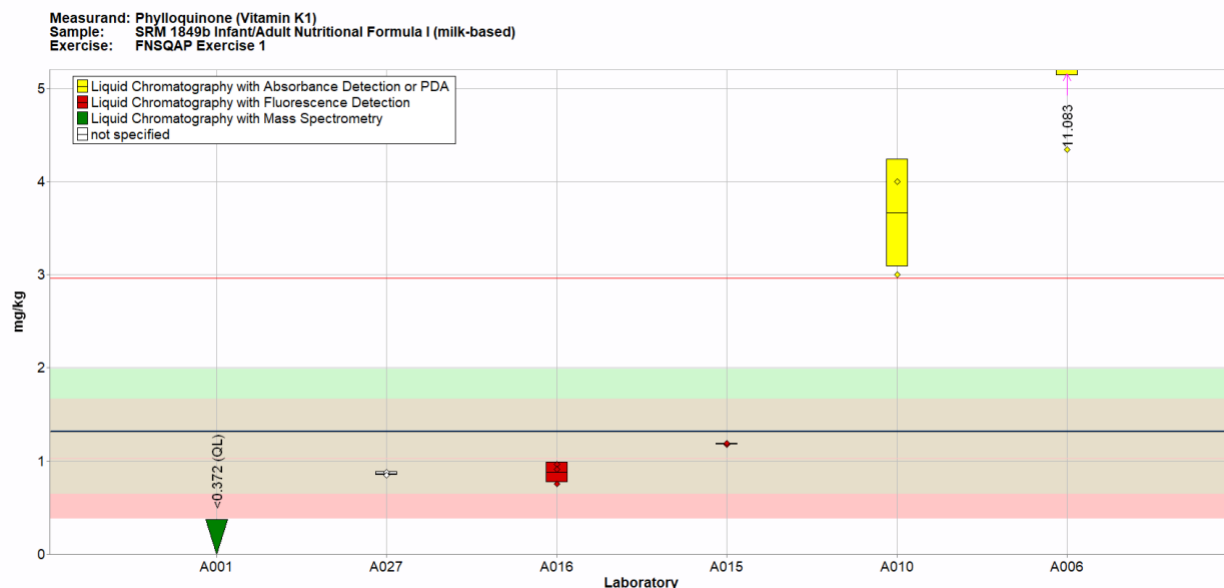 Measurand: Phylloquinone (Vitamin K1)
Sample: SRM 1849b Infant/Adult Nutritional Formula I (milk-based)
Exercise: FNSQAP Exercise 1
Liquid Chromatography with Absorbance Detection or PDA
Liquid Chromatography with Fluorescence Detection
Liquid Chromatography with Mass Spectrometry
not specified
5
4
3
2
1
0
mg/kg
<0.372 (QL)
11.083
A001 A027 A016 A015 A010 A006
Laboratory